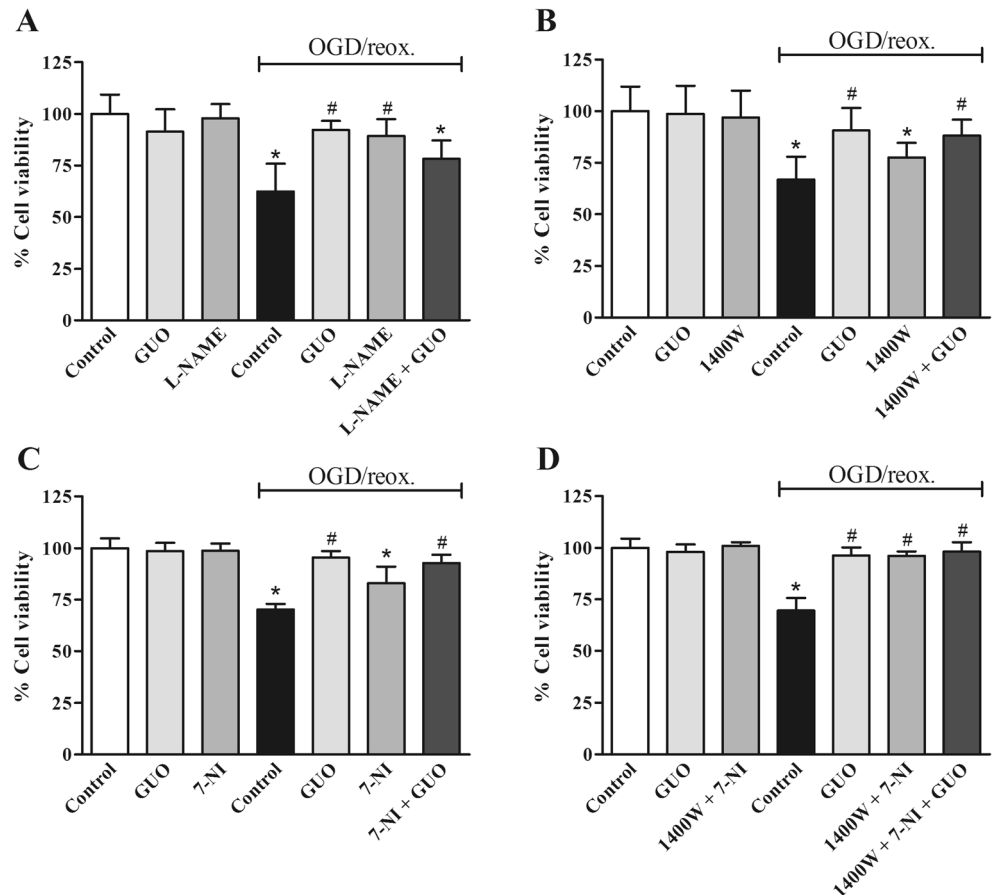 A
OGD/reox.
% Cell viability
125
100
75
50
25
0
#
#
*
*
Control
GUO
L-NAME
Control
GUO
L-NAME
L-NAME + GUO
B
OGD/reox.
% Cell viability
125
100
75
50
25
0
#
#
*
*
Control
GUO
1400W
Control
GUO
1400W
1400W + GUO
C
OGD/reox.
% Cell viability
125
100
75
50
25
0
#
*
#
*
Control
GUO
7-NI
Control
GUO
7-NI
7-NI + GUO
D
OGD/reox.
% Cell viability
125
100
75
50
25
0
#
#
#
*
Control
GUO
1400W + 7-NI
Control
GUO
1400W + 7-NI
1400W + 7-NI + GUO